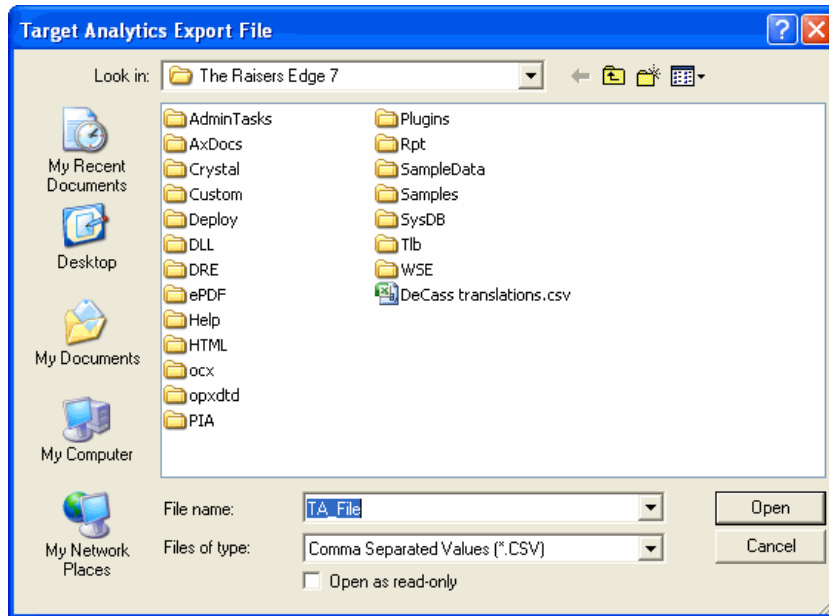 Target Analytics Export File
Look in:
The Raisers Edge 7
My Recent
Documents
Desktop
My Documents
My Computer
My Network
Places
AdminTasks
AxDocs
Crystal
Custom
Deploy
DLL
DRE
ePDF
Help
HTML
ocx
opxdtd
PIA
Plugins
Rpt
SampleData
Samples
SysDB
Tlb
WSE
DeCass translations.csv
File name:
TA_File
Open
Files of type:
Comma Separated Values (*.CSV)
Cancel
Open as read-only